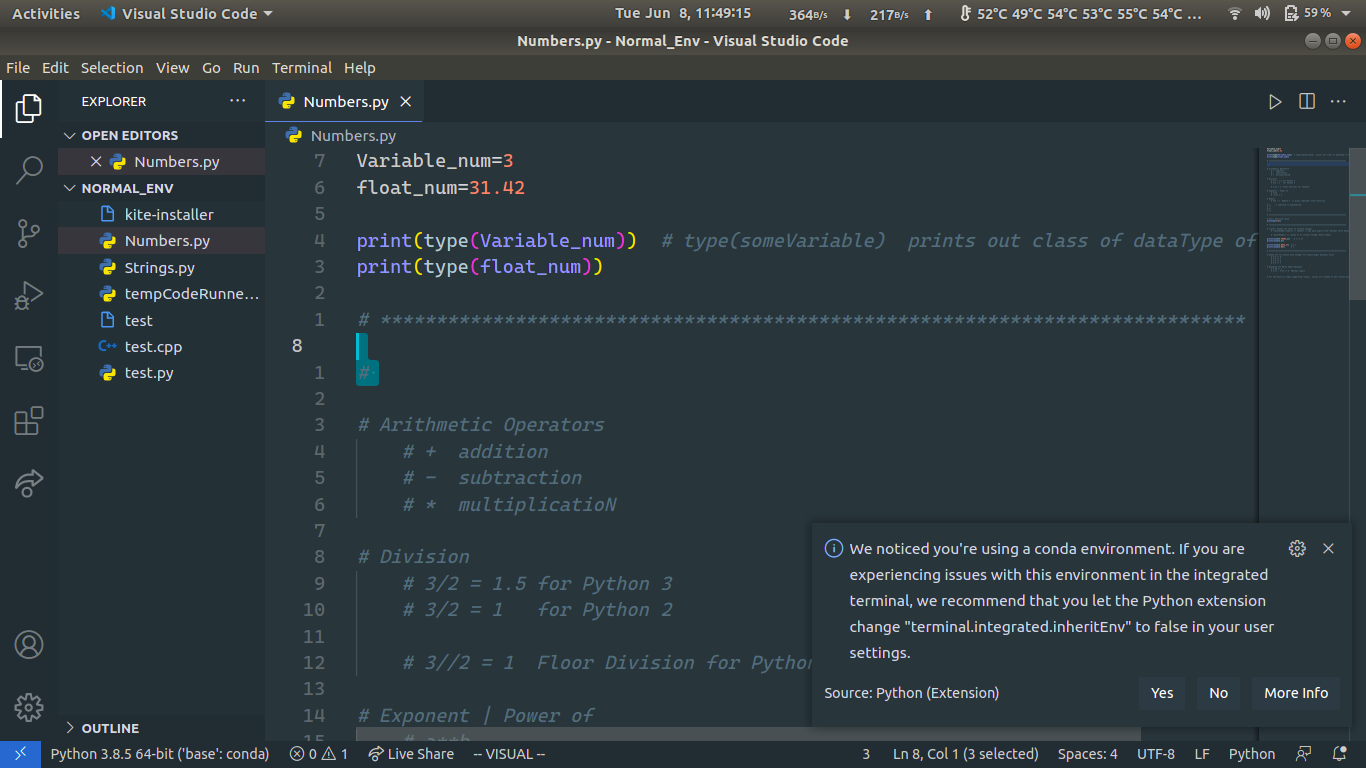 Activities Visual Studio Code Tue Jun 8, 11:49:15 364B/s 217B/s 52°C 49°C 54°C 53°C 55°C 54°C ... 59 %
Numbers.py - Normal_Env - Visual Studio Code
File Edit Selection View Go Run Terminal Help
EXPLORER
OPEN EDITORS
Numbers.py
NORMAL_ENV
kite-installer
Numbers.py
Strings.py
tempCodeRunne...
test
test.cpp
test.py
OUTLINE
Numbers.py
Numbers.py
7 Variable_num=3
6 float_num=31.42
5
4 print(type(Variable_num)) # type(someVariable) prints out class of dataType of
3 print(type(float_num))
2
1 # *****************************************************************************
8
1 #
2
3 # Arithmetic Operators
4 # + addition
5 # - subtraction
6 # * multiplicatioN
7
8 # Division
9 # 3/2 = 1.5 for Python 3
10 # 3/2 = 1 for Python 2
11
12 # 3//2 = 1 Floor Division for Python
13
14 # Exponent | Power of
15 # a**b
We noticed you're using a conda environment. If you are
experiencing issues with this environment in the integrated
terminal, we recommend that you let the Python extension
change "terminal.integrated.inheritEnv" to false in your user
settings.
Source: Python (Extension) Yes No More Info
Python 3.8.5 64-bit ('base': conda) 0 1 Live Share -- VISUAL -- 3 Ln 8, Col 1 (3 selected) Spaces: 4 UTF-8 LF Python